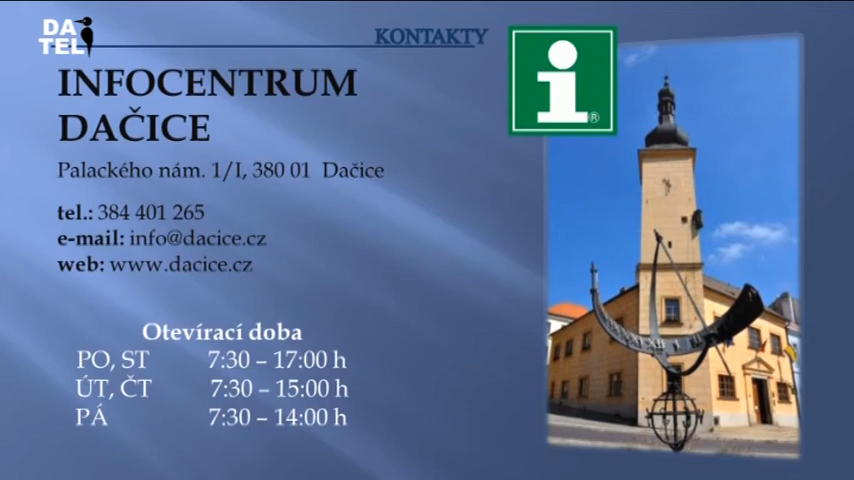 DA
TEL
KONTAKTY
INFOCENTRUM
DAČICE
Palackého nám. 1/I, 380 01 Dačice
tel.: 384 401 265
e-mail: info@dacice.cz
web: www.dacice.cz
Otevírací doba
PO, ST 7:30 – 17:00 h
ÚT, ČT 7:30 – 15:00 h
PÁ 7:30 – 14:00 h
i®